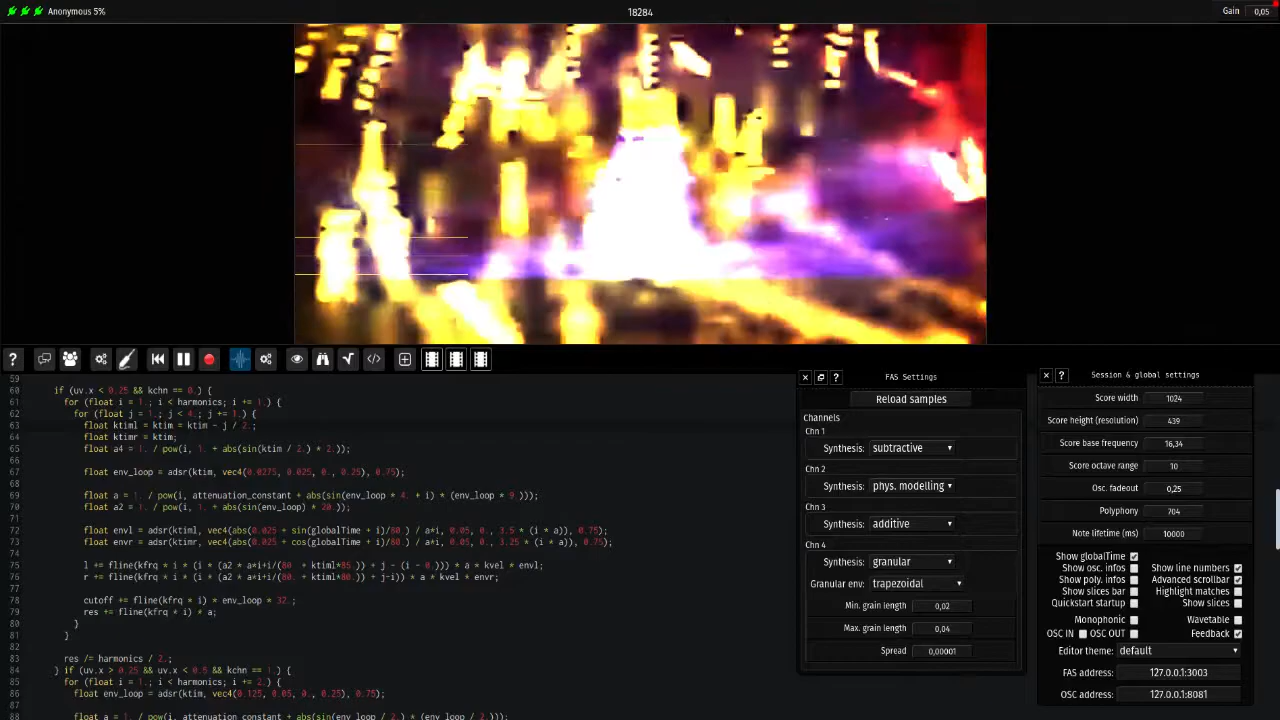 Anonymous 5%
18284
Gain 0,05
59
60 if (uv.x < 0.25 && kchn == 0.) {
61 for (float i = 1.; i < harmonics; i += 1.) {
62 for (float j = 1.; j < 4.; j += 1.) {
63 float ktiml = ktim = ktim - j / 2.;
64 float ktimr = ktim;
65 float a4 = 1. / pow(i, 1. + abs(sin(ktim / 2.) * 2.));
66
67 float env_loop = adsr(ktim, vec4(0.0275, 0.025, 0., 0.25), 0.75);
68
69 float a = 1. / pow(i, attenuation_constant + abs(sin(env_loop * 4. + i) * (env_loop * 9.)));
70 float a2 = 1. / pow(i, 1. + abs(sin(env_loop) * 20.));
71
72 float envl = adsr(ktiml, vec4(abs(0.025 + sin(globalTime + i)/80.) / a*i, 0.05, 0., 3.5 * (i * a)), 0.75);
73 float envr = adsr(ktimr, vec4(abs(0.025 + cos(globalTime + i)/80.) / a*i, 0.05, 0., 3.25 * (i * a)), 0.75);
74
75 l += fline(kfrq * i * (i * (a2 * a*i+i/(80. + ktiml*85.)) + j - (i - 0.))) * a * kvel * envl;
76 r += fline(kfrq * i * (i * (a2 * a*i+i/(80. + ktiml*80.)) + j-i)) * a * kvel * envr;
77
78 cutoff += fline(kfrq * i) * env_loop * 32.;
79 res += fline(kfrq * i) * a;
80 }
81 }
82
83 res /= harmonics / 2.;
84 } if (uv.x > 0.25 && uv.x < 0.5 && kchn == 1.) {
85 for (float i = 1.; i < harmonics; i += 2.) {
86 float env_loop = adsr(ktim, vec4(0.125, 0.05, 0., 0.25), 0.75);
87
88 float a = 1. / pow(i, attenuation_constant + abs(sin(env_loop / 2.) * (env_loop / 2.)));
FAS Settings
Reload samples
Channels
Chn 1
Synthesis: subtractive
Chn 2
Synthesis: phys. modelling
Chn 3
Synthesis: additive
Chn 4
Synthesis: granular
Granular env: trapezoidal
Min. grain length 0,02
Max. grain length 0,04
Spread 0,00001
Session & global settings
Score width 1024
Score height (resolution) 439
Score base frequency 16,34
Score octave range 10
Osc. fadeout 0,25
Polyphony 704
Note lifetime (ms) 10000
Show globalTime
Show osc. infos Show line numbers
Show poly. infos Advanced scrollbar
Show slices bar Highlight matches
Quickstart startup Show slices
Monophonic Wavetable
OSC IN OSC OUT Feedback
Editor theme: default
FAS address: 127.0.0.1:3003
OSC address: 127.0.0.1:8081